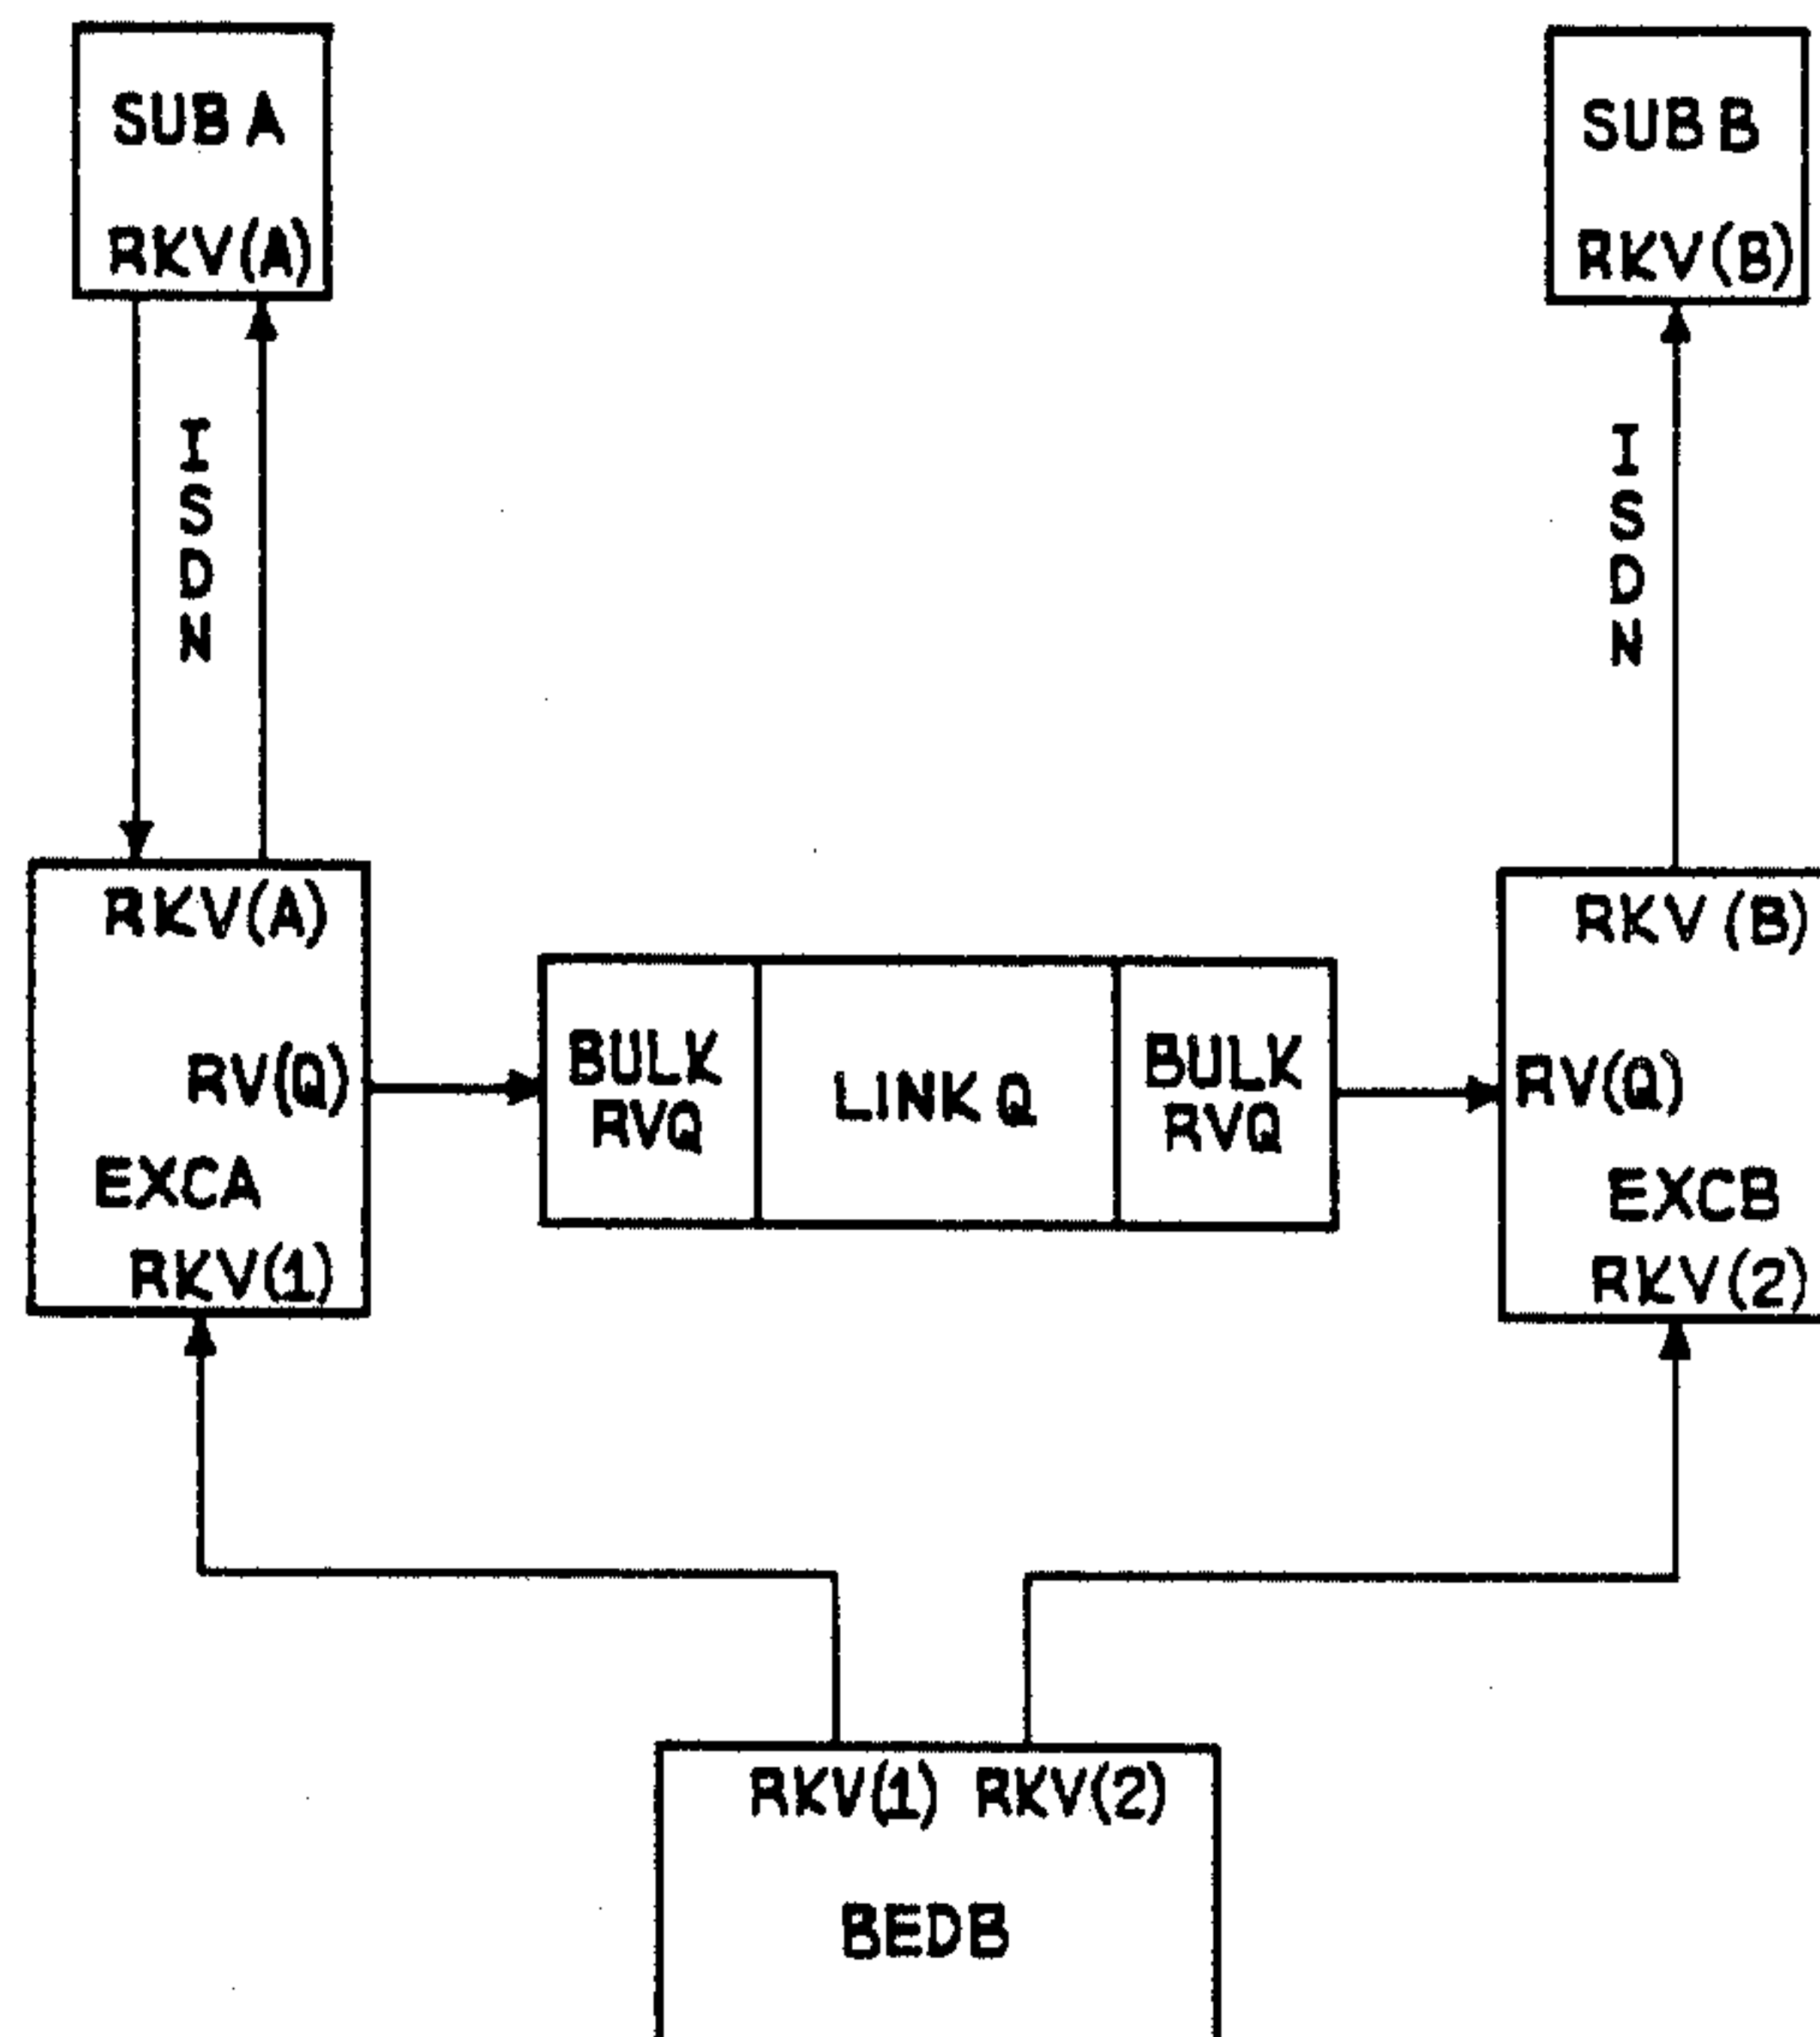 SUB A
RKV(A)
SUB B
RKV(B)
ISDN
ISDN
RKV(A)
RV(Q)
EXCA
RKV(1)
BULK
RVQ
LINK Q
BULK
RVQ
RKV(B)
RV(Q)
EXCB
RKV(2)
RKV(1) RKV(2)
BEDB